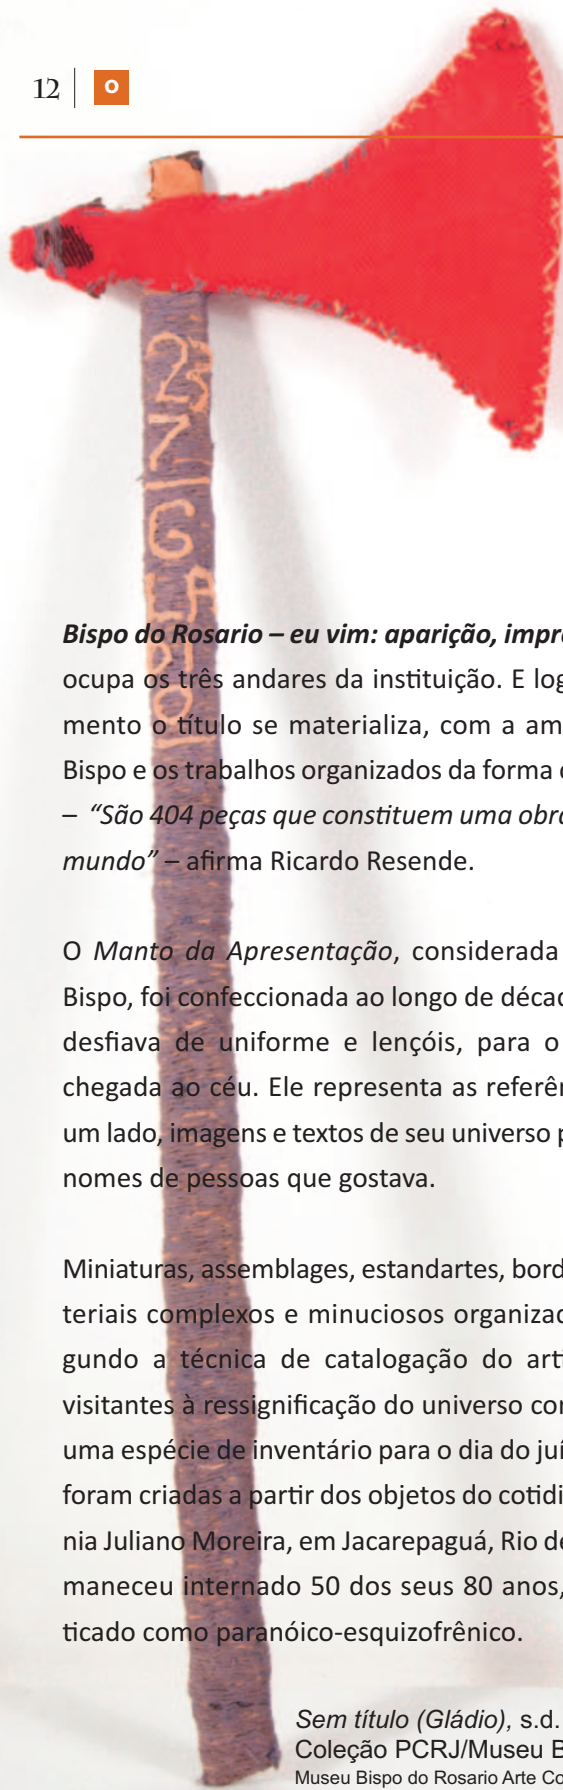 12 | O
Bispo do Rosario – eu vim: aparição, impr
ocupa os três andares da instituição. E log
mento o título se materializa, com a am
Bispo e os trabalhos organizados da forma
– “São 404 peças que constituem uma obra
mundo” – afirma Ricardo Resende.
O Manto da Apresentação, considerada
Bispo, foi confeccionada ao longo de décad
desfiava de uniforme e lençóis, para o
chegada ao céu. Ele representa as referên
um lado, imagens e textos de seu universo p
nomes de pessoas que gostava.
Miniaturas, assemblages, estandartes, bord
teriais complexos e minuciosos organizad
gundo a técnica de catalogação do art
visitantes à ressignificação do universo con
uma espécie de inventário para o dia do juí
foram criadas a partir dos objetos do cotidi
nia Juliano Moreira, em Jacarepaguá, Rio de
maneceu internado 50 dos seus 80 anos,
ticado como paranóico-esquizofrênico.
Sem título (Gládio), s.d.
Coleção PCRJ/Museu B
Museu Bispo do Rosario Arte Co